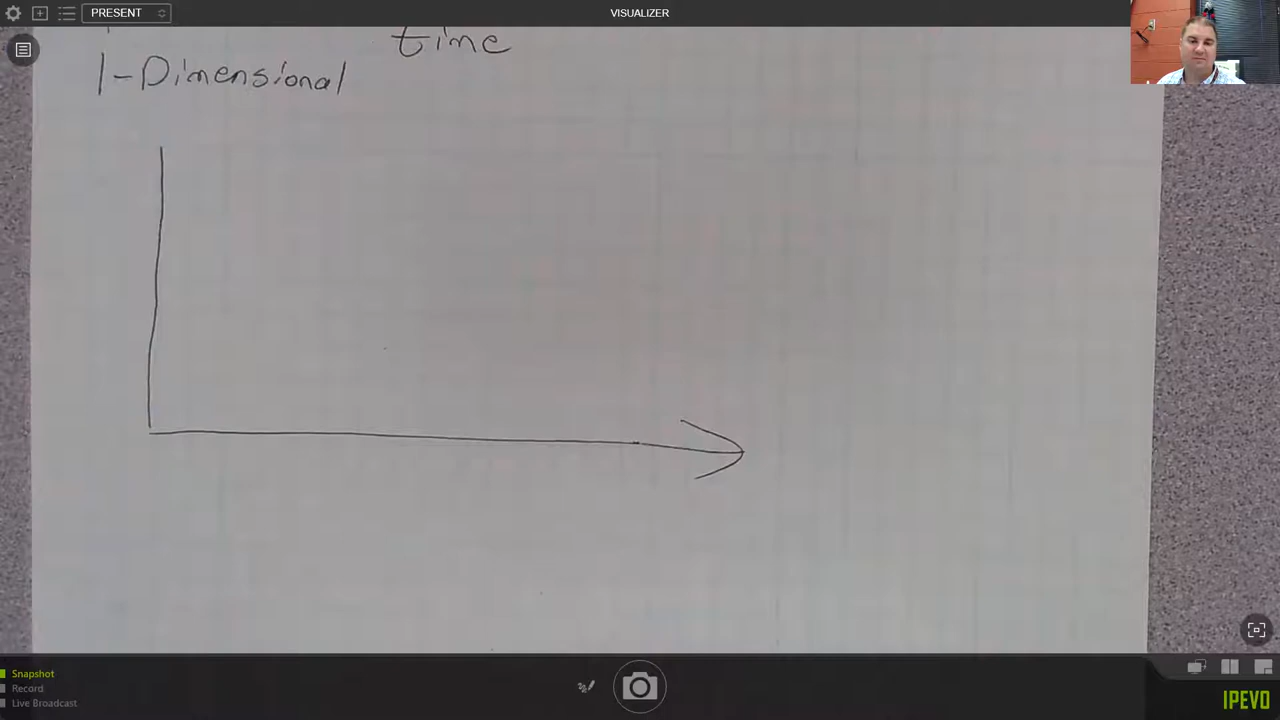 PRESENT
VISUALIZER
time
1-Dimensional
Snapshot
Record
Live Broadcast
IPEVO